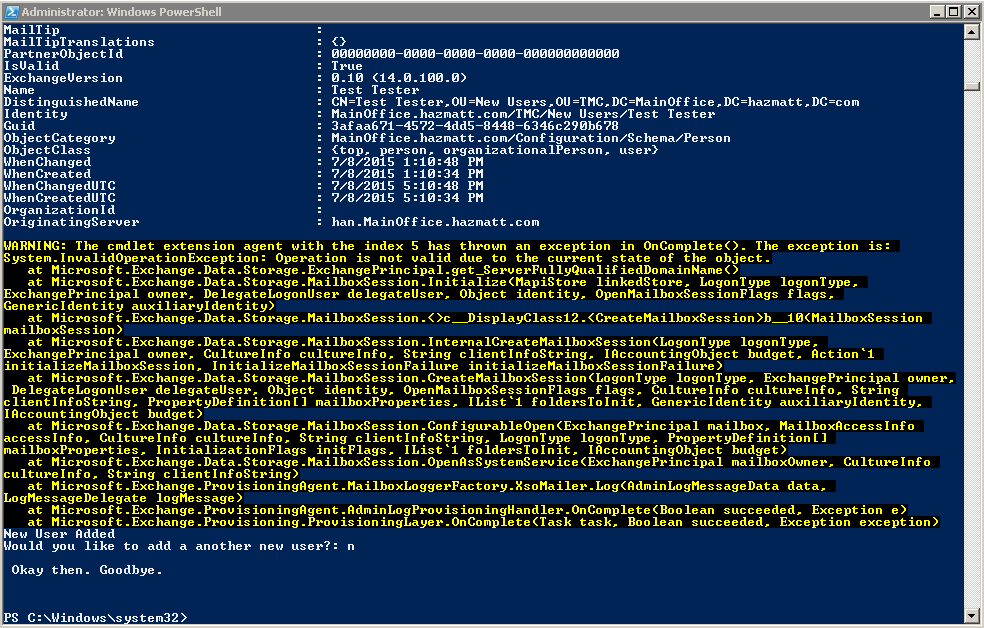 Administrator: Windows PowerShell
MailTip :
MailTipTranslations : {}
PartnerObjectId : 00000000-0000-0000-0000-000000000000
IsValid : True
ExchangeVersion : 0.10 (14.0.100.0)
Name : Test Tester
DistinguishedName : CN=Test Tester,OU=New Users,OU=TMC,DC=MainOffice,DC=hazmatt,DC=com
Identity : MainOffice.hazmatt.com/TMC/New Users/Test Tester
Guid : 3afaa671-4572-4dd5-8448-6346c290b678
ObjectCategory : MainOffice.hazmatt.com/Configuration/Schema/Person
ObjectClass : {top, person, organizationalPerson, user}
WhenChanged : 7/8/2015 1:10:48 PM
WhenCreated : 7/8/2015 1:10:34 PM
WhenChangedUTC : 7/8/2015 5:10:48 PM
WhenCreatedUTC : 7/8/2015 5:10:34 PM
OrganizationId :
OriginatingServer : han.MainOffice.hazmatt.com
WARNING: The cmdlet extension agent with the index 5 has thrown an exception in OnComplete(). The exception is:
System.InvalidOperationException: Operation is not valid due to the current state of the object.
at Microsoft.Exchange.Data.Storage.ExchangePrincipal.get_ServerFullyQualifiedDomainName()
at Microsoft.Exchange.Data.Storage.MailboxSession.Initialize(MapiStore linkedStore, LogonType logonType,
ExchangePrincipal owner, DelegateLogonUser delegateUser, Object identity, OpenMailboxSessionFlags flags,
GenericIdentity auxiliaryIdentity)
at Microsoft.Exchange.Data.Storage.MailboxSession.<>c__DisplayClass12.<CreateMailboxSession>b__10(MailboxSession
mailboxSession)
at Microsoft.Exchange.Data.Storage.MailboxSession.InternalCreateMailboxSession(LogonType logonType,
ExchangePrincipal owner, CultureInfo cultureInfo, String clientInfoString, IAccountingObject budget, Action`1
initializeMailboxSession, InitializeMailboxSessionFailure initializeMailboxSessionFailure)
at Microsoft.Exchange.Data.Storage.MailboxSession.CreateMailboxSession(LogonType logonType, ExchangePrincipal owner,
DelegateLogonUser delegateUser, Object identity, OpenMailboxSessionFlags flags, CultureInfo cultureInfo, String
clientInfoString, PropertyDefinition[] mailboxProperties, IList`1 foldersToInit, GenericIdentity auxiliaryIdentity,
IAccountingObject budget)
at Microsoft.Exchange.Data.Storage.MailboxSession.ConfigurableOpen(ExchangePrincipal mailbox, MailboxAccessInfo
accessInfo, CultureInfo cultureInfo, String clientInfoString, LogonType logonType, PropertyDefinition[]
mailboxProperties, InitializationFlags initFlags, IList`1 foldersToInit, IAccountingObject budget)
at Microsoft.Exchange.Data.Storage.MailboxSession.OpenAsSystemService(ExchangePrincipal mailboxOwner, CultureInfo
cultureInfo, String clientInfoString)
at Microsoft.Exchange.ProvisioningAgent.MailboxLoggerFactory.XsoMailer.Log(AdminLogMessageData data,
LogMessageDelegate logMessage)
at Microsoft.Exchange.ProvisioningAgent.AdminLogProvisioningHandler.OnComplete(Boolean succeeded, Exception e)
at Microsoft.Exchange.Provisioning.ProvisioningLayer.OnComplete(Task task, Boolean succeeded, Exception exception)
New User Added
Would you like to add a another new user?: n
Okay then. Goodbye.
PS C:\Windows\system32>